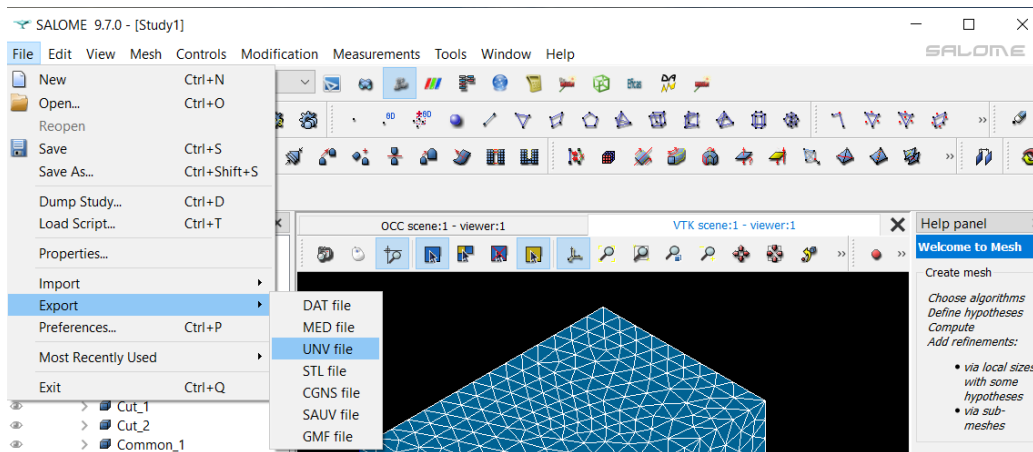 SALOME 9.7.0 - [Study1]
File Edit View Mesh Controls Modification Measurements Tools Window Help
SALOME
New Ctrl+N
Open... Ctrl+O
Reopen
Save Ctrl+S
Save As... Ctrl+Shift+S
Dump Study... Ctrl+D
Load Script... Ctrl+T
Properties...
Import
Export
Preferences... Ctrl+P
Most Recently Used
Exit Ctrl+Q
DAT file
MED file
UNV file
STL file
CGNS file
SAUV file
GMF file
Cut_1
Cut_2
Common_1
0D
0D
OCC scene:1 - viewer:1
VTK scene:1 - viewer:1
Help panel
Welcome to Mesh
Create mesh
Choose algorithms
Define hypotheses
Compute
Add refinements:
• via local sizes
with some
hypotheses
• via sub-
meshes